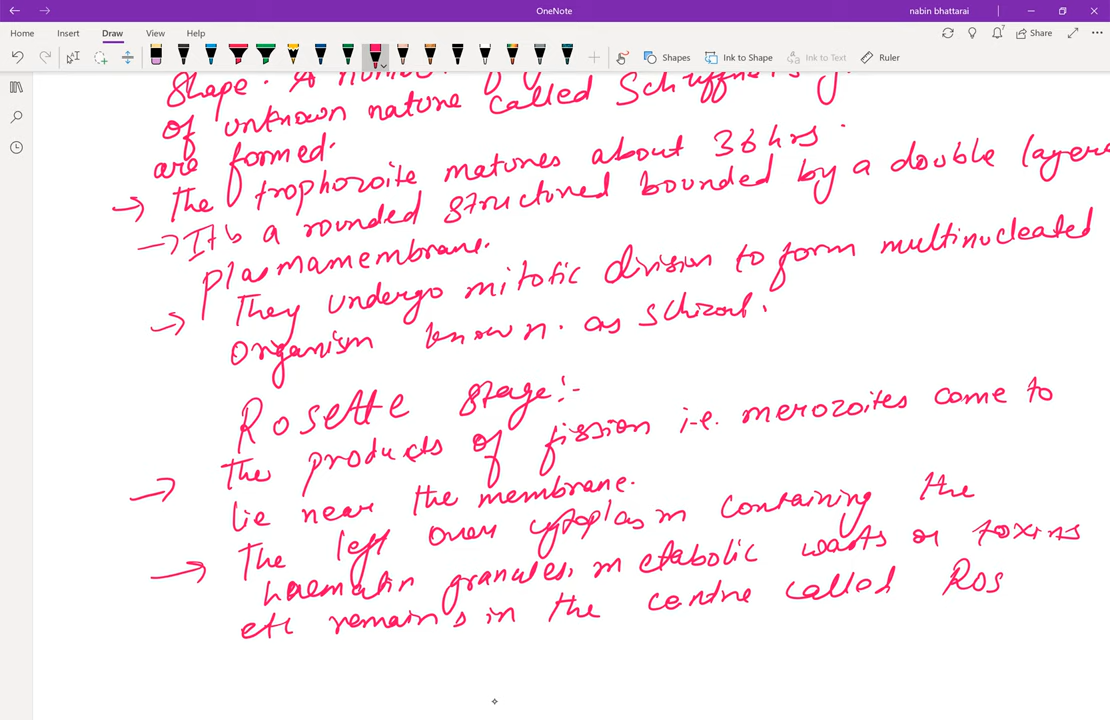 OneNote
nabin bhattarai
Home Insert Draw View Help
Share
Shapes Ink to Shape Ink to Text Ruler
Shape. A
of unknown nature called Schuffner's
are formed.
→ The trophozoite matures about 36 hrs.
→ It's a rounded structured bounded by a double layere
plasmamembrane.
→ They undergo mitotic division to form multinucleated
organism known. as schizont.
Rosette stage:-
→ The products of fission i.e. merozoites come to
lie near the membrane.
→ The left over cytoplasm containing the
haematin granules, metabolic wasts or toxins
etc remains in the centre called Ros